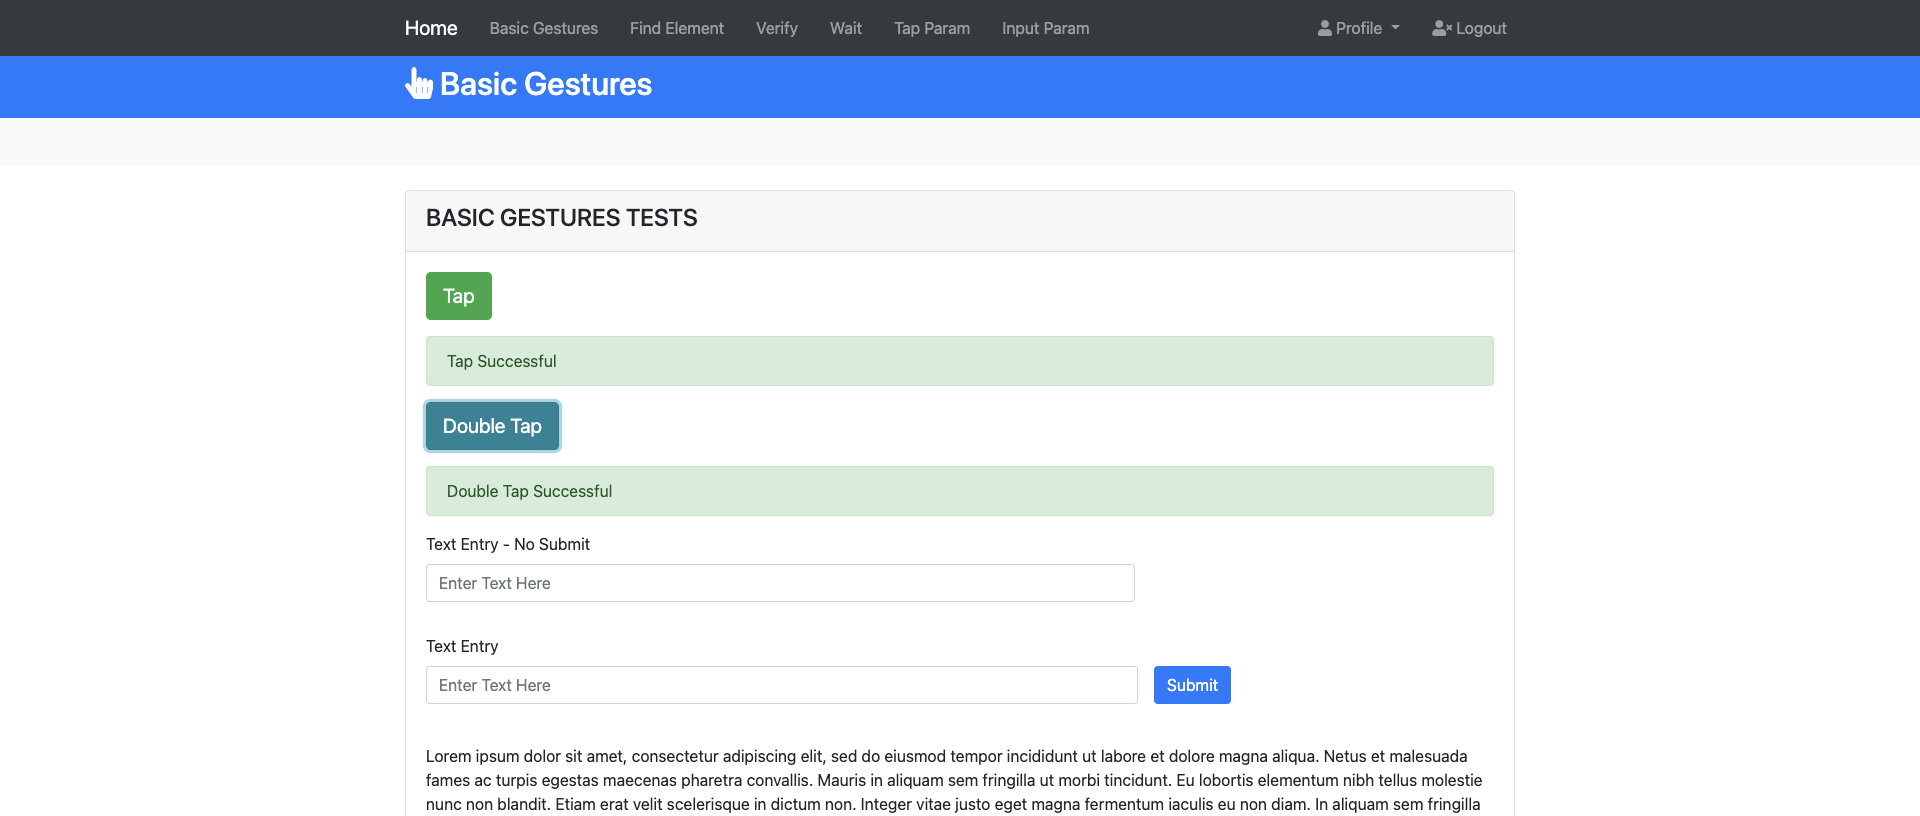 Home Basic Gestures Find Element Verify Wait Tap Param Input Param Profile Logout
Basic Gestures
BASIC GESTURES TESTS
Tap
Tap Successful
Double Tap
Double Tap Successful
Text Entry - No Submit
Enter Text Here
Text Entry
Enter Text Here Submit
Lorem ipsum dolor sit amet, consectetur adipiscing elit, sed do eiusmod tempor incididunt ut labore et dolore magna aliqua. Netus et malesuada
fames ac turpis egestas maecenas pharetra convallis. Mauris in aliquam sem fringilla ut morbi tincidunt. Eu lobortis elementum nibh tellus molestie
nunc non blandit. Etiam erat velit scelerisque in dictum non. Integer vitae justo eget magna fermentum iaculis eu non diam. In aliquam sem fringilla